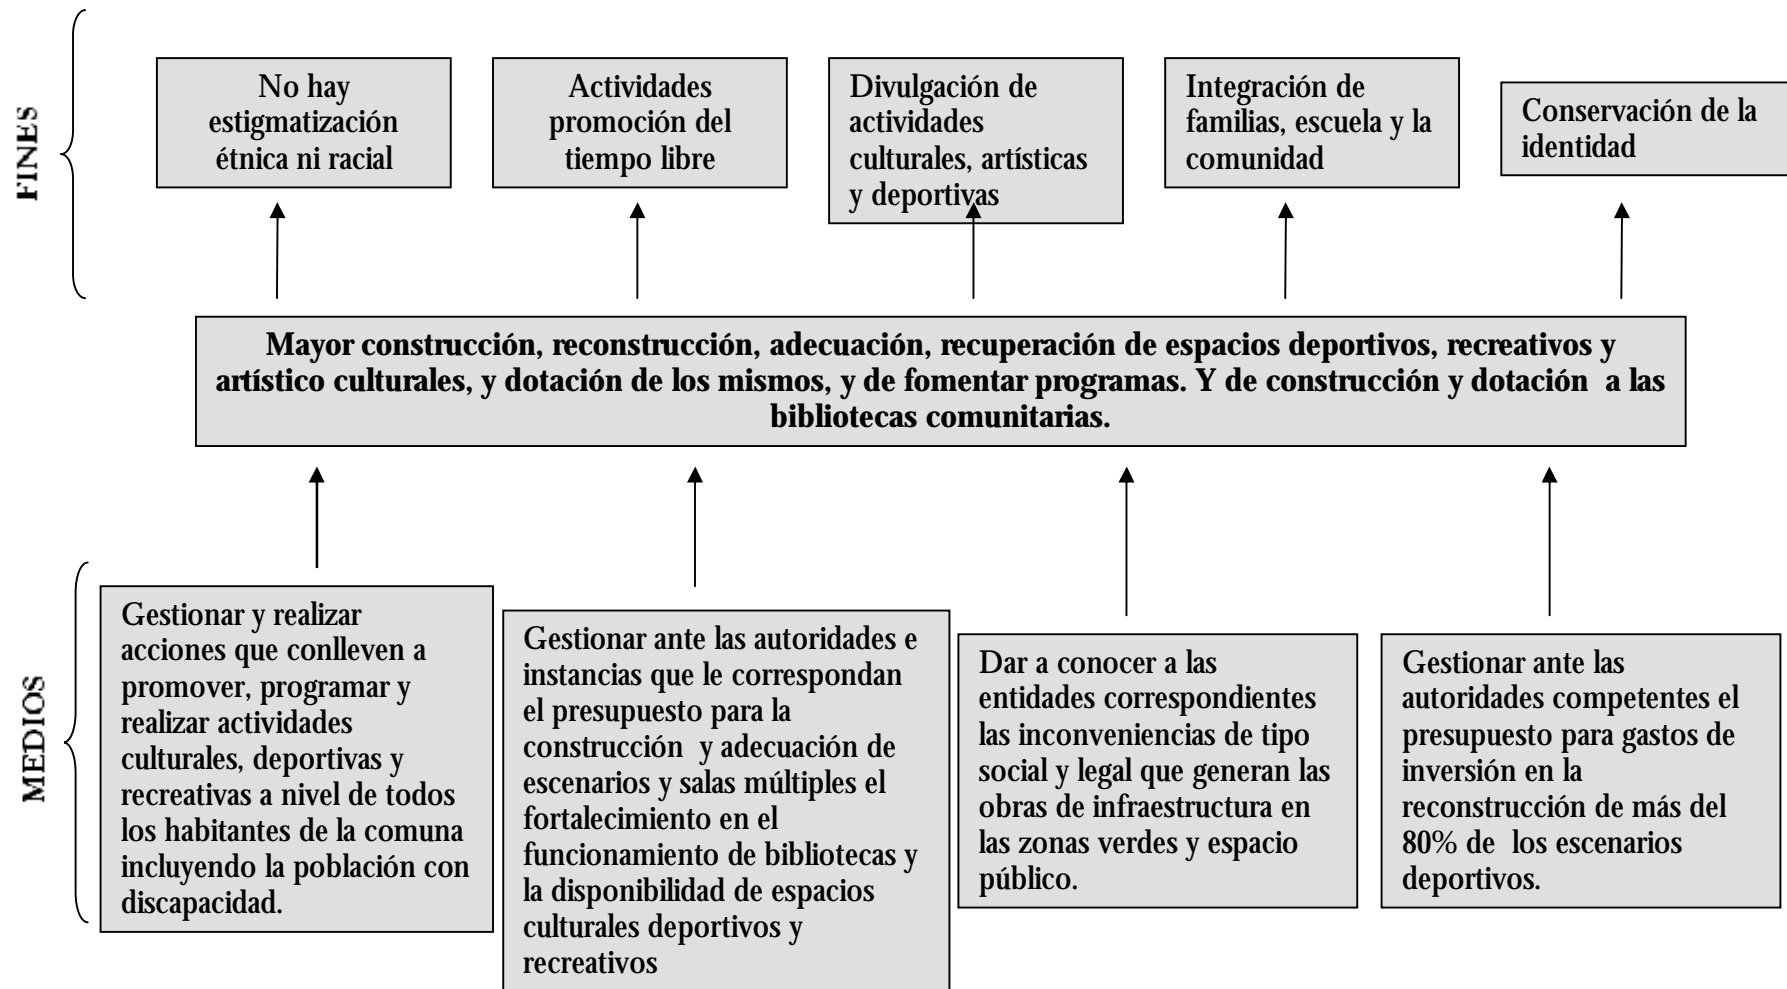 FINES
No hay
estigmatización
étnica ni racial
Actividades
promoción del
tiempo libre
Divulgación de
actividades
culturales, artísticas
y deportivas
Integración de
familias, escuela y la
comunidad
Conservación de la
identidad
Mayor construcción, reconstrucción, adecuación, recuperación de espacios deportivos, recreativos y
artístico culturales, y dotación de los mismos, y de fomentar programas. Y de construcción y dotación a las
bibliotecas comunitarias.
MEDIOS
Gestionar y realizar
acciones que conlleven a
promover, programar y
realizar actividades
culturales, deportivas y
recreativas a nivel de todos
los habitantes de la comuna
incluyendo la población con
discapacidad.
Gestionar ante las autoridades e
instancias que le correspondan
el presupuesto para la
construcción y adecuación de
escenarios y salas múltiples el
fortalecimiento en el
funcionamiento de bibliotecas y
la disponibilidad de espacios
culturales deportivos y
recreativos
Dar a conocer a las
entidades correspondientes
las inconveniencias de tipo
social y legal que generan las
obras de infraestructura en
las zonas verdes y espacio
público.
Gestionar ante las
autoridades competentes el
presupuesto para gastos de
inversión en la
reconstrucción de más del
80% de los escenarios
deportivos.